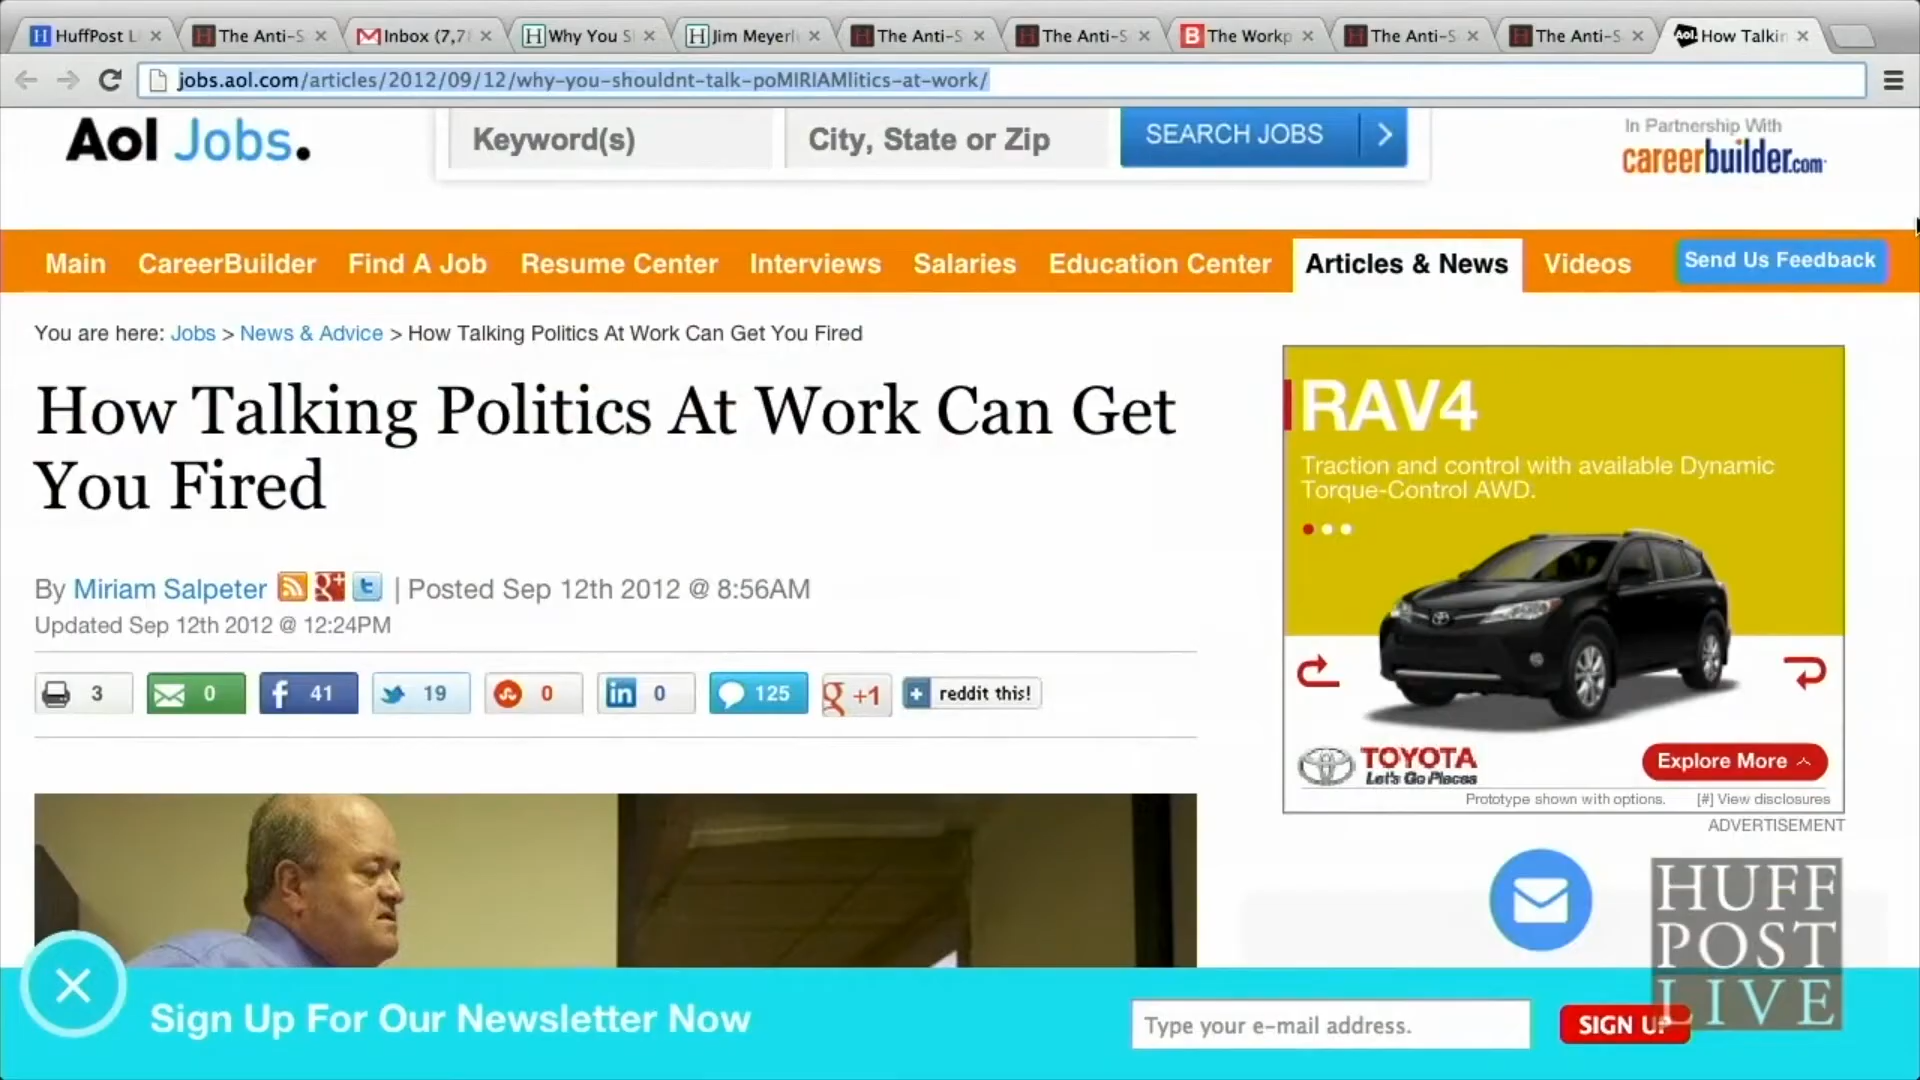 HuffPost L
The Anti-S
Inbox (7,7
Why You S
Jim Meyerl
The Anti-S
The Anti-S
The Workp
The Anti-S
The Anti-S
How Talkin
jobs.aol.com/articles/2012/09/12/why-you-shouldnt-talk-poMIRIAMlitics-at-work/
Aol Jobs.
Keyword(s)
City, State or Zip
SEARCH JOBS
In Partnership With
careerbuilder.com
Main CareerBuilder Find A Job Resume Center Interviews Salaries Education Center Articles & News Videos Send Us Feedback
You are here: Jobs > News & Advice > How Talking Politics At Work Can Get You Fired
How Talking Politics At Work Can Get
You Fired
By Miriam Salpeter | Posted Sep 12th 2012 @ 8:56AM
Updated Sep 12th 2012 @ 12:24PM
3 0 41 19 0 0 125 +1 reddit this!
RAV4
Traction and control with available Dynamic
Torque-Control AWD.
TOYOTA
Let's Go Places
Explore More
Prototype shown with options. [#] View disclosures
ADVERTISEMENT
Sign Up For Our Newsletter Now
Type your e-mail address.
SIGN UP
HUFF
POST
LIVE